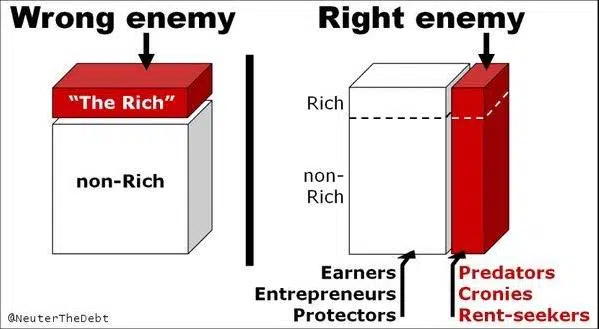 Wrong enemy
"The Rich"
non-Rich
@NeuterTheDebt
Right enemy
Rich
non-
Rich
Earners
Entrepreneurs
Protectors
Predators
Cronies
Rent-seekers